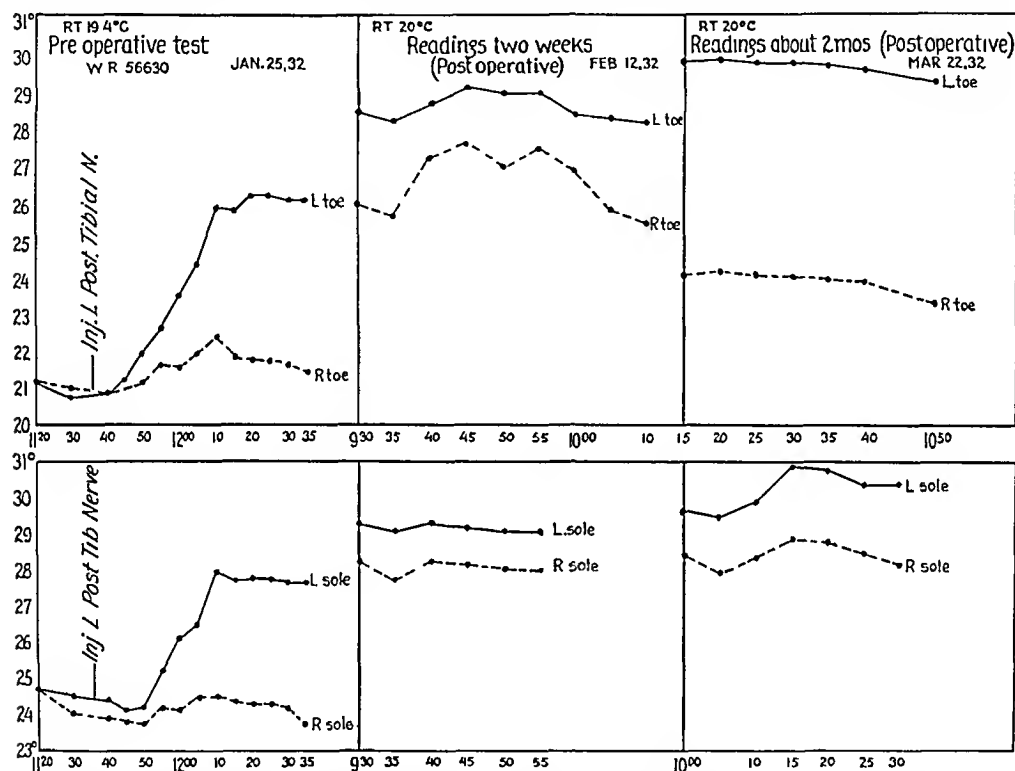 RT 19 4°C
Pre operative test
W R 56630 JAN. 25, 32
RT 20°C
Readings two weeks
(Post operative) FEB 12, 32
RT 20°C
Readings about 2 mos (Post operative)
MAR 22, 32
31°
30
29
28
27
26
25
24
23
22
21
20
Inj. L Post. Tibial N.
L toe
R toe
L toe
R toe
L. toe
R toe
11 20 30 40 50 12 00 10 20 30 35
9 30 35 40 45 50 55 10 00 10
15 20 25 30 35 40 10 50
31°
30
29
28
27
26
25
24
23°
Inj L Post Tib Nerve
L sole
R sole
L. sole
R sole
L sole
R sole
11 20 30 40 50 12 00 10 20 30 35
9 30 35 40 45 50 55
10 00 10 15 20 25 30